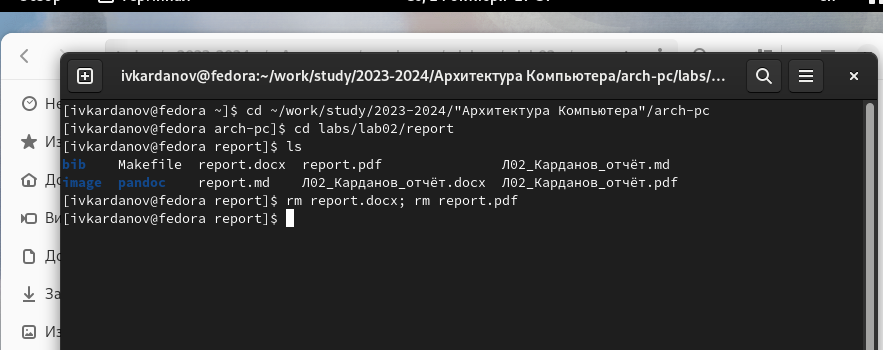 ivkardanov@fedora:~/work/study/2023-2024/Архитектура Компьютера/arch-pc/labs/...
[ivkardanov@fedora ~]$ cd ~/work/study/2023-2024/"Архитектура Компьютера"/arch-pc
[ivkardanov@fedora arch-pc]$ cd labs/lab02/report
[ivkardanov@fedora report]$ ls
bib Makefile report.docx report.pdf Л02_Карданов_отчёт.md
image pandoc report.md Л02_Карданов_отчёт.docx Л02_Карданов_отчёт.pdf
[ivkardanov@fedora report]$ rm report.docx; rm report.pdf
[ivkardanov@fedora report]$
Не
Из
До
Ви
До
За
Из